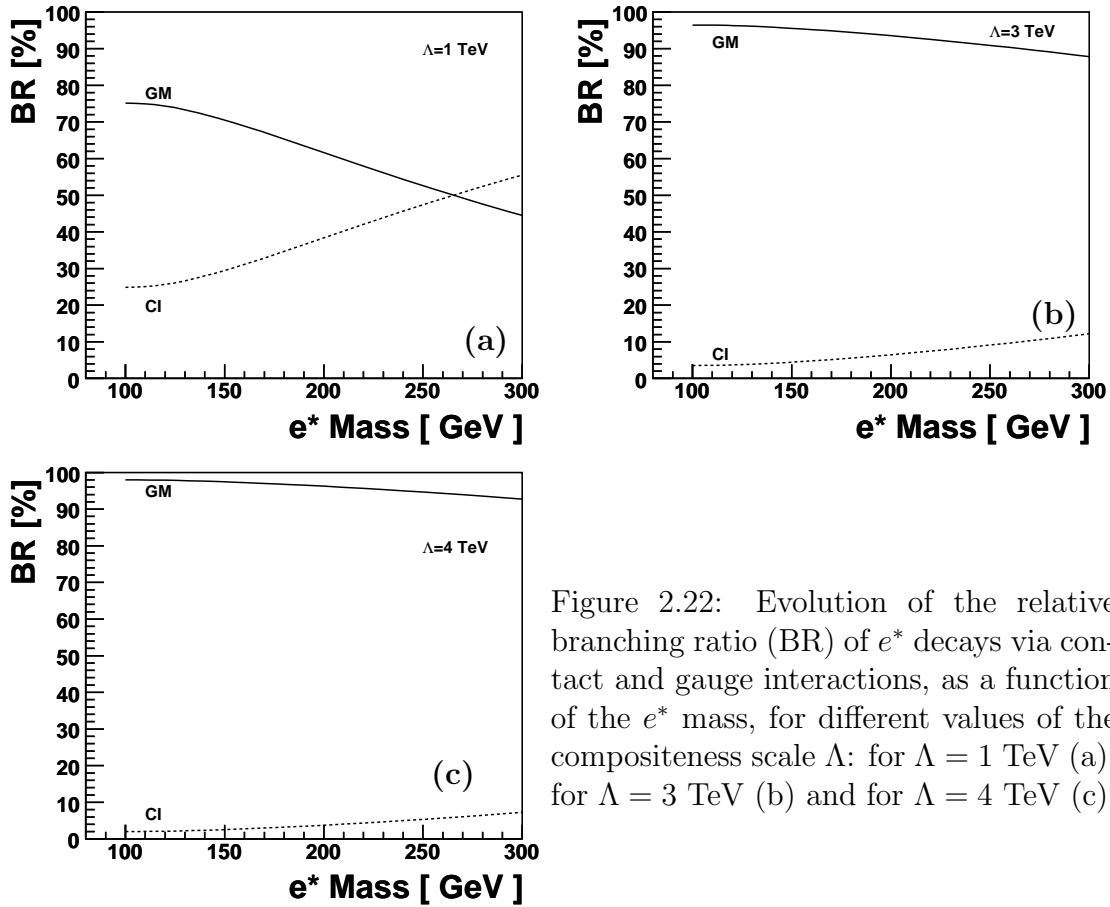 BR [%]
100
90
80
70
60
50
40
30
20
10
0
Λ=1 TeV
GM
CI
(a)
100 150 200 250 300
e* Mass [ GeV ]
BR [%]
100
90
80
70
60
50
40
30
20
10
0
Λ=3 TeV
GM
CI
(b)
100 150 200 250 300
e* Mass [ GeV ]
BR [%]
100
90
80
70
60
50
40
30
20
10
0
GM
Λ=4 TeV
CI
(c)
100 150 200 250 300
e* Mass [ GeV ]
Figure 2.22: Evolution of the relative
branching ratio (BR) of e* decays via con-
tact and gauge interactions, as a function
of the e* mass, for different values of the
compositeness scale Λ: for Λ = 1 TeV (a)
for Λ = 3 TeV (b) and for Λ = 4 TeV (c)